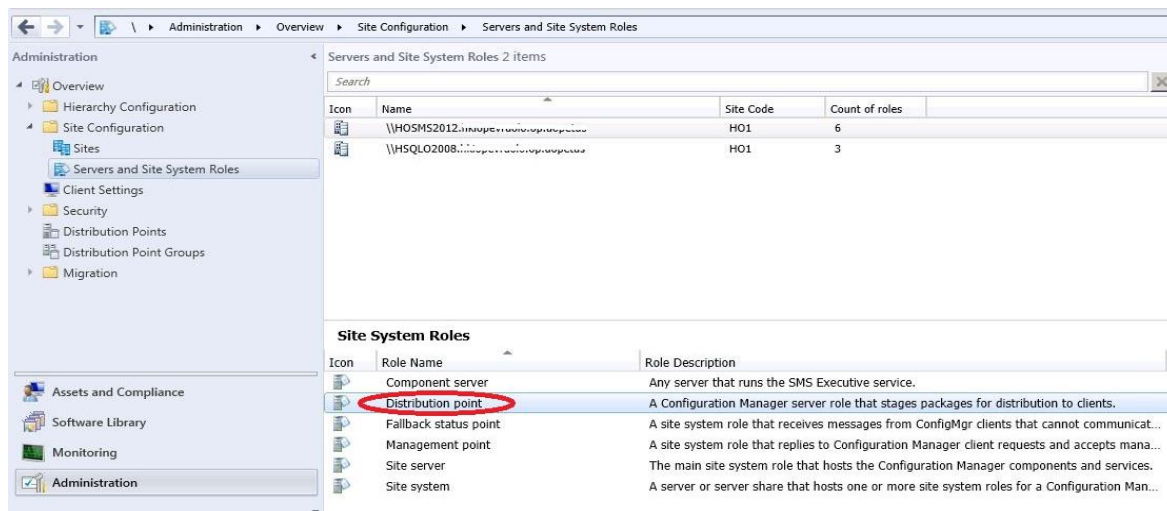 \ ▸ Administration ▸ Overview ▸ Site Configuration ▸ Servers and Site System Roles
Administration
Overview
Hierarchy Configuration
Site Configuration
Sites
Servers and Site System Roles
Client Settings
Security
Distribution Points
Distribution Point Groups
Migration
Assets and Compliance
Software Library
Monitoring
Administration
Servers and Site System Roles 2 items
Search
Icon Name Site Code Count of roles
\\HOSMS2012. HO1 6
\\HSQLO2008. HO1 3
Site System Roles
Icon Role Name Role Description
Component server Any server that runs the SMS Executive service.
Distribution point A Configuration Manager server role that stages packages for distribution to clients.
Fallback status point A site system role that receives messages from ConfigMgr clients that cannot communicat...
Management point A site system role that replies to Configuration Manager client requests and accepts mana...
Site server The main site system role that hosts the Configuration Manager components and services.
Site system A server or server share that hosts one or more site system roles for a Configuration Man...